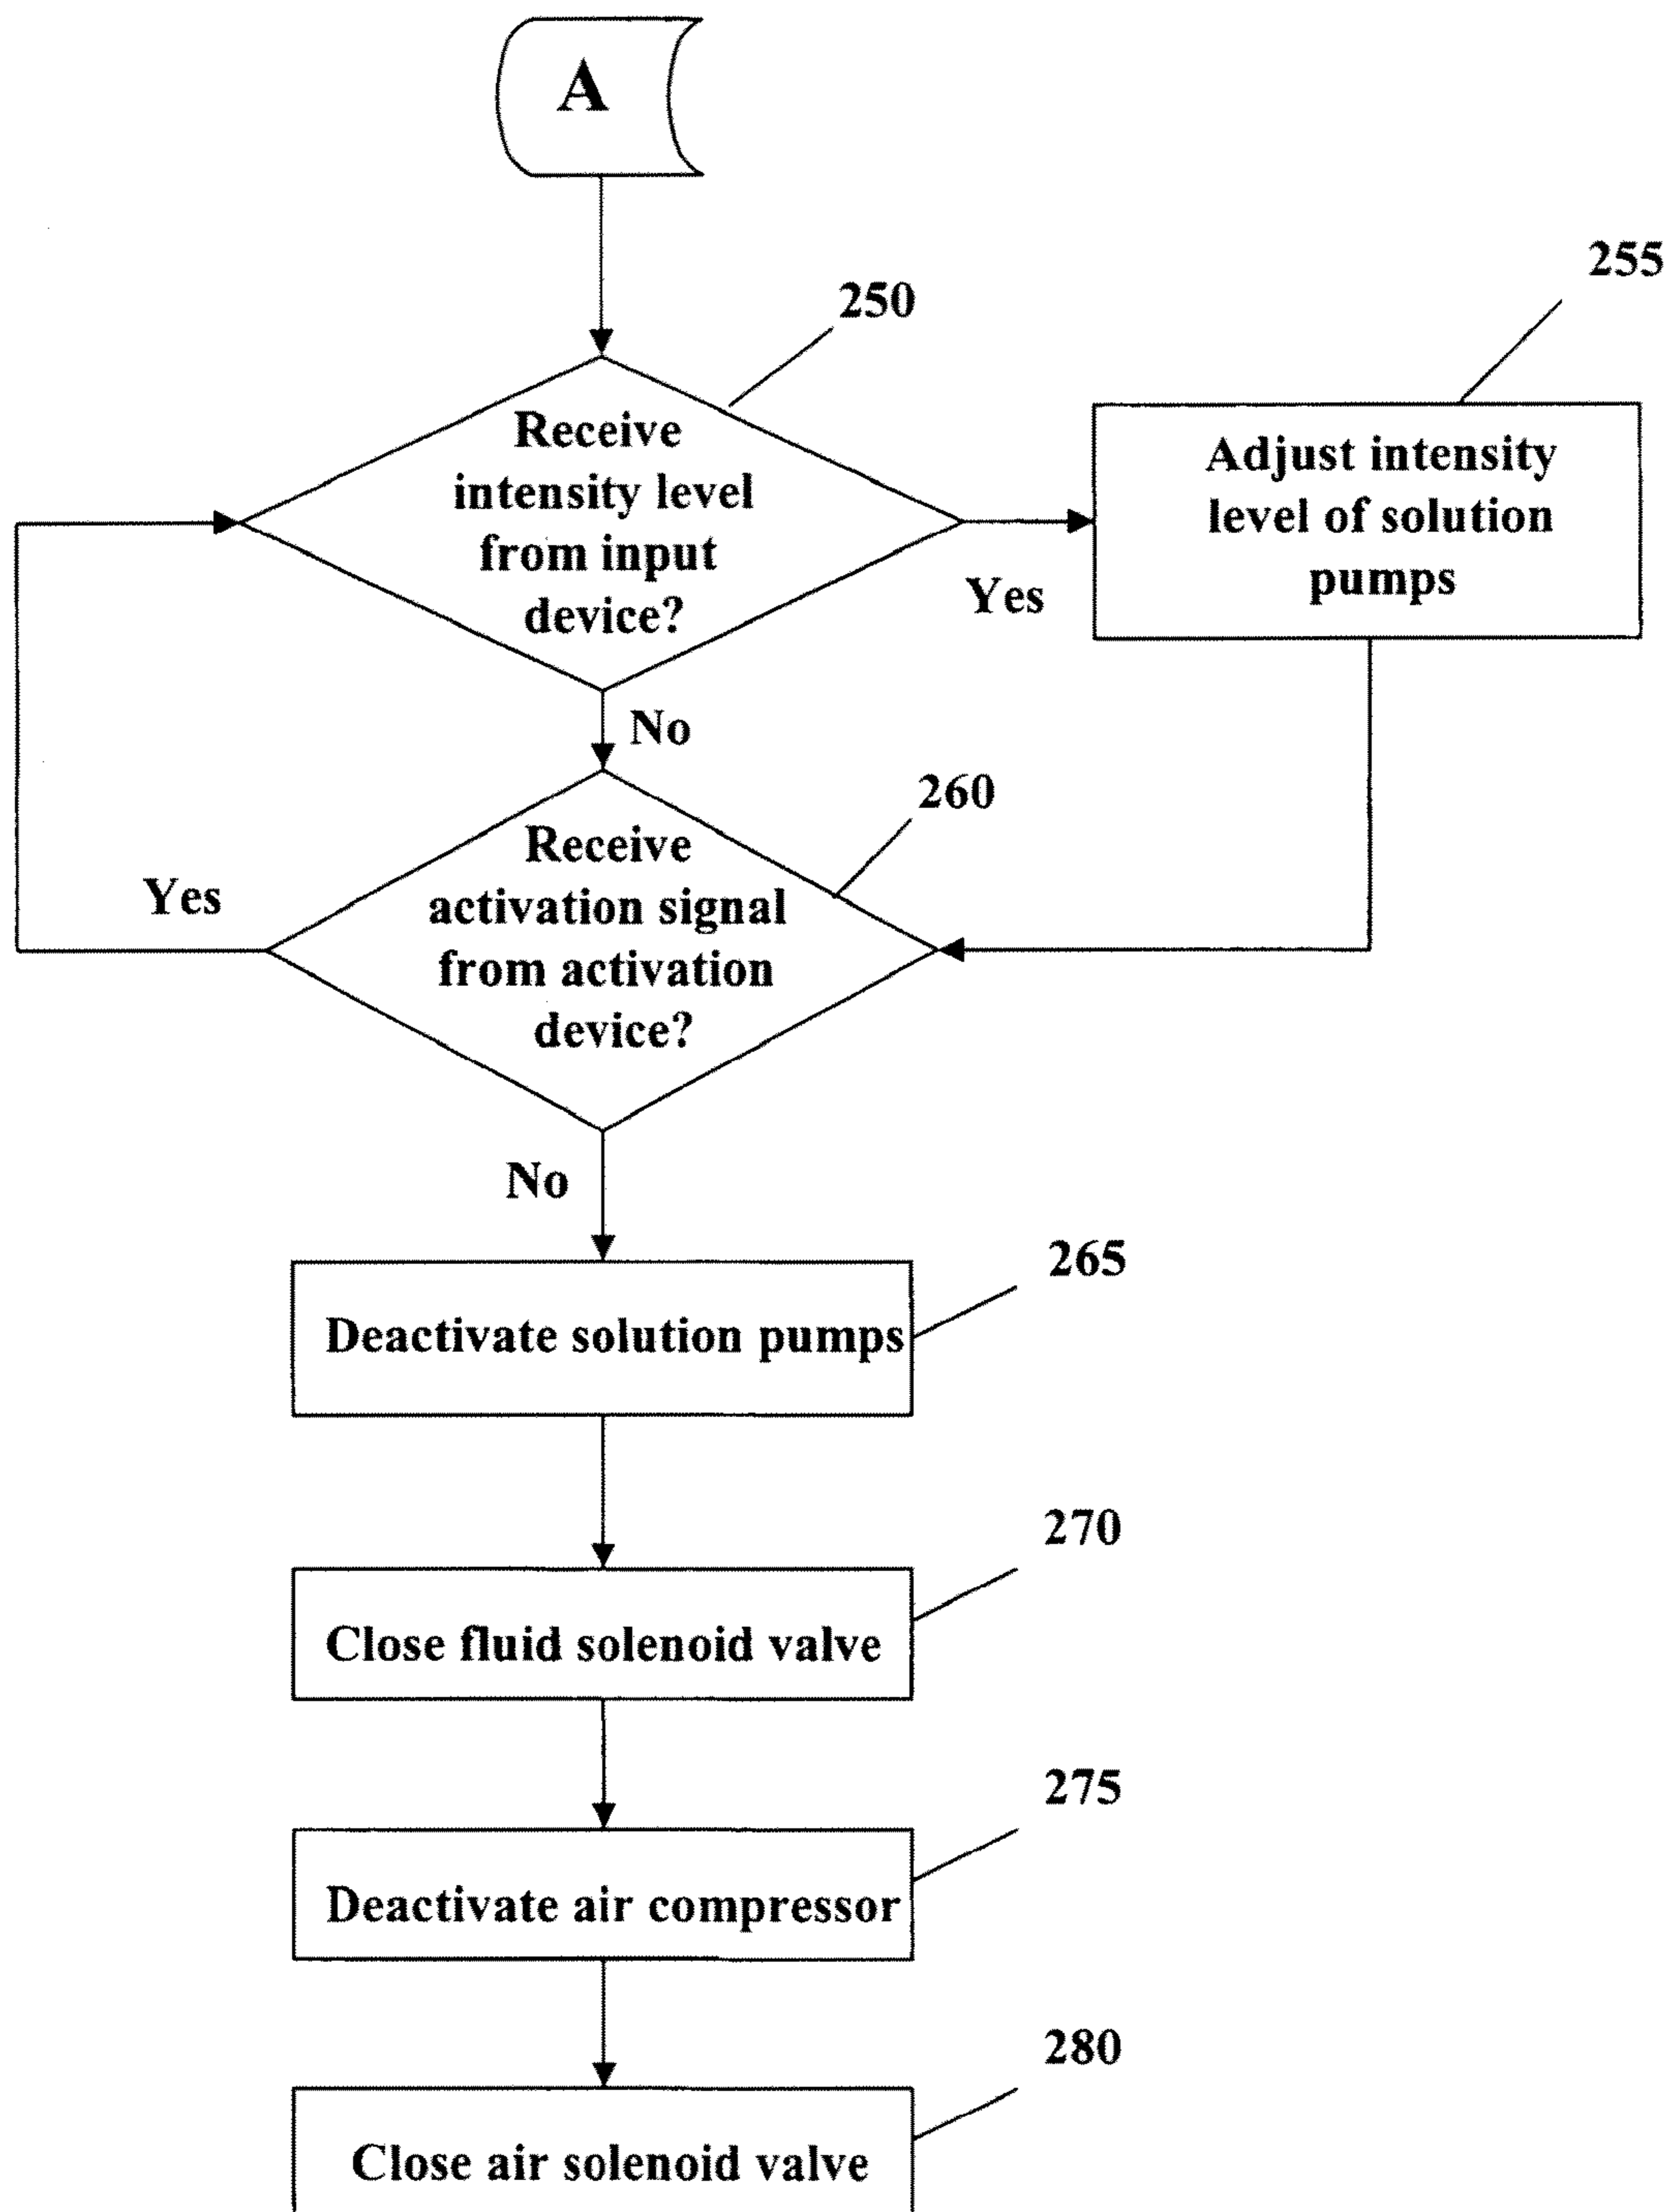 A
250
255
Receive
intensity level
from input
device?
Adjust intensity
level of solution
pumps
Yes
No
260
Receive
activation signal
from activation
device?
Yes
No
265
Deactivate solution pumps
270
Close fluid solenoid valve
275
Deactivate air compressor
280
Close air solenoid valve